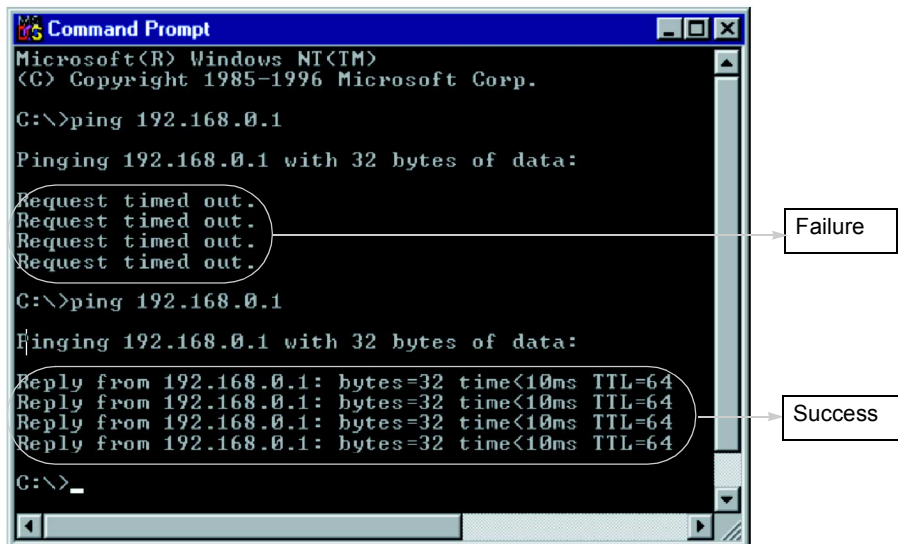 Command Prompt
Microsoft(R) Windows NT(TM)
(C) Copyright 1985-1996 Microsoft Corp.
C:\>ping 192.168.0.1
Pinging 192.168.0.1 with 32 bytes of data:
Request timed out.
Request timed out.
Request timed out.
Request timed out.
Failure
C:\>ping 192.168.0.1
Pinging 192.168.0.1 with 32 bytes of data:
Reply from 192.168.0.1: bytes=32 time<10ms TTL=64
Reply from 192.168.0.1: bytes=32 time<10ms TTL=64
Reply from 192.168.0.1: bytes=32 time<10ms TTL=64
Reply from 192.168.0.1: bytes=32 time<10ms TTL=64
Success
C:\>_